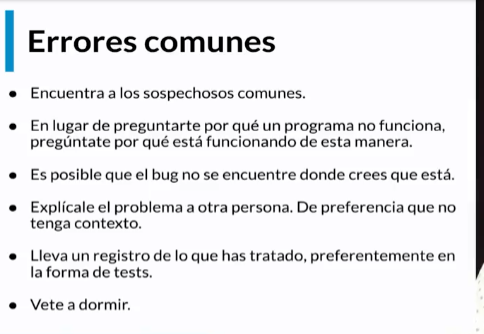 Errores comunes
Encuentra a los sospechosos comunes.
En lugar de preguntarte por qué un programa no funciona,
pregúntate por qué está funcionando de esta manera.
Es posible que el bug no se encuentre donde crees que está.
Explícale el problema a otra persona. De preferencia que no
tenga contexto.
Lleva un registro de lo que has tratado, preferentemente en
la forma de tests.
Vete a dormir.